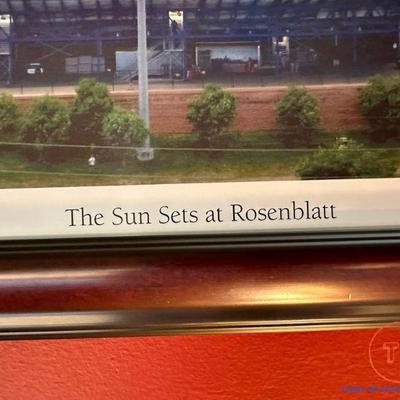 The Sun Sets at Rosenblatt